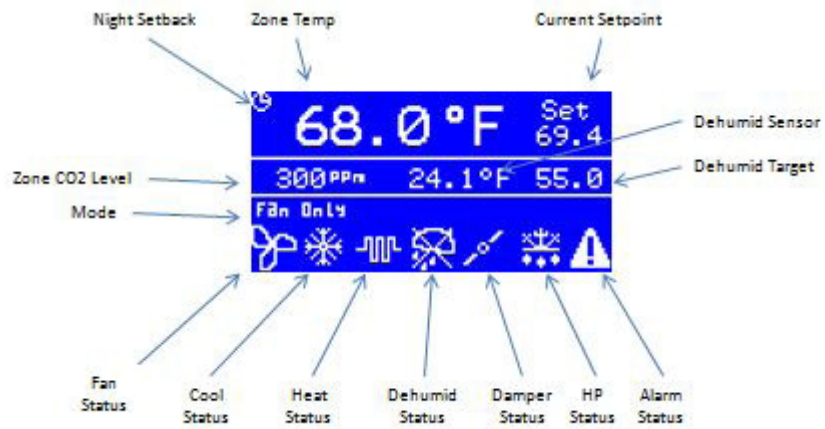 Night Setback Zone Temp Current Setpoint
68.0°F Set
69.4
Dehumid Sensor
Zone CO2 Level 300 PPm 24.1°F 55.0 Dehumid Target
Mode Fan Only
Fan
Status
Cool
Status
Heat
Status
Dehumid
Status
Damper
Status
HP
Status
Alarm
Status